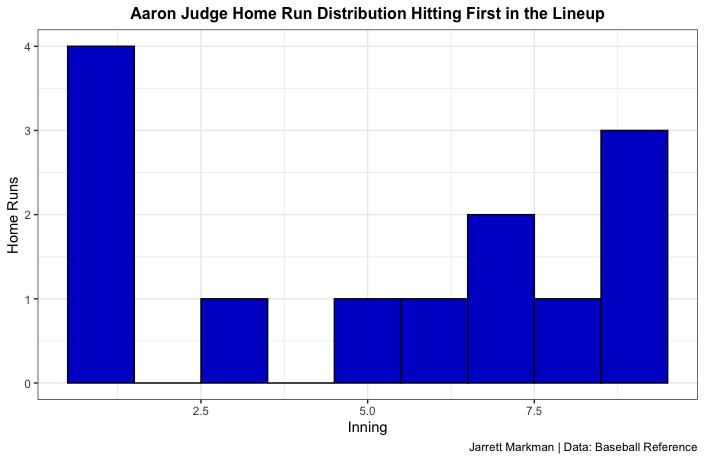 Aaron Judge Home Run Distribution Hitting First in the Lineup
Home Runs
4
3
2
1
0
2.5 5.0 7.5
Inning
Jarrett Markman | Data: Baseball Reference